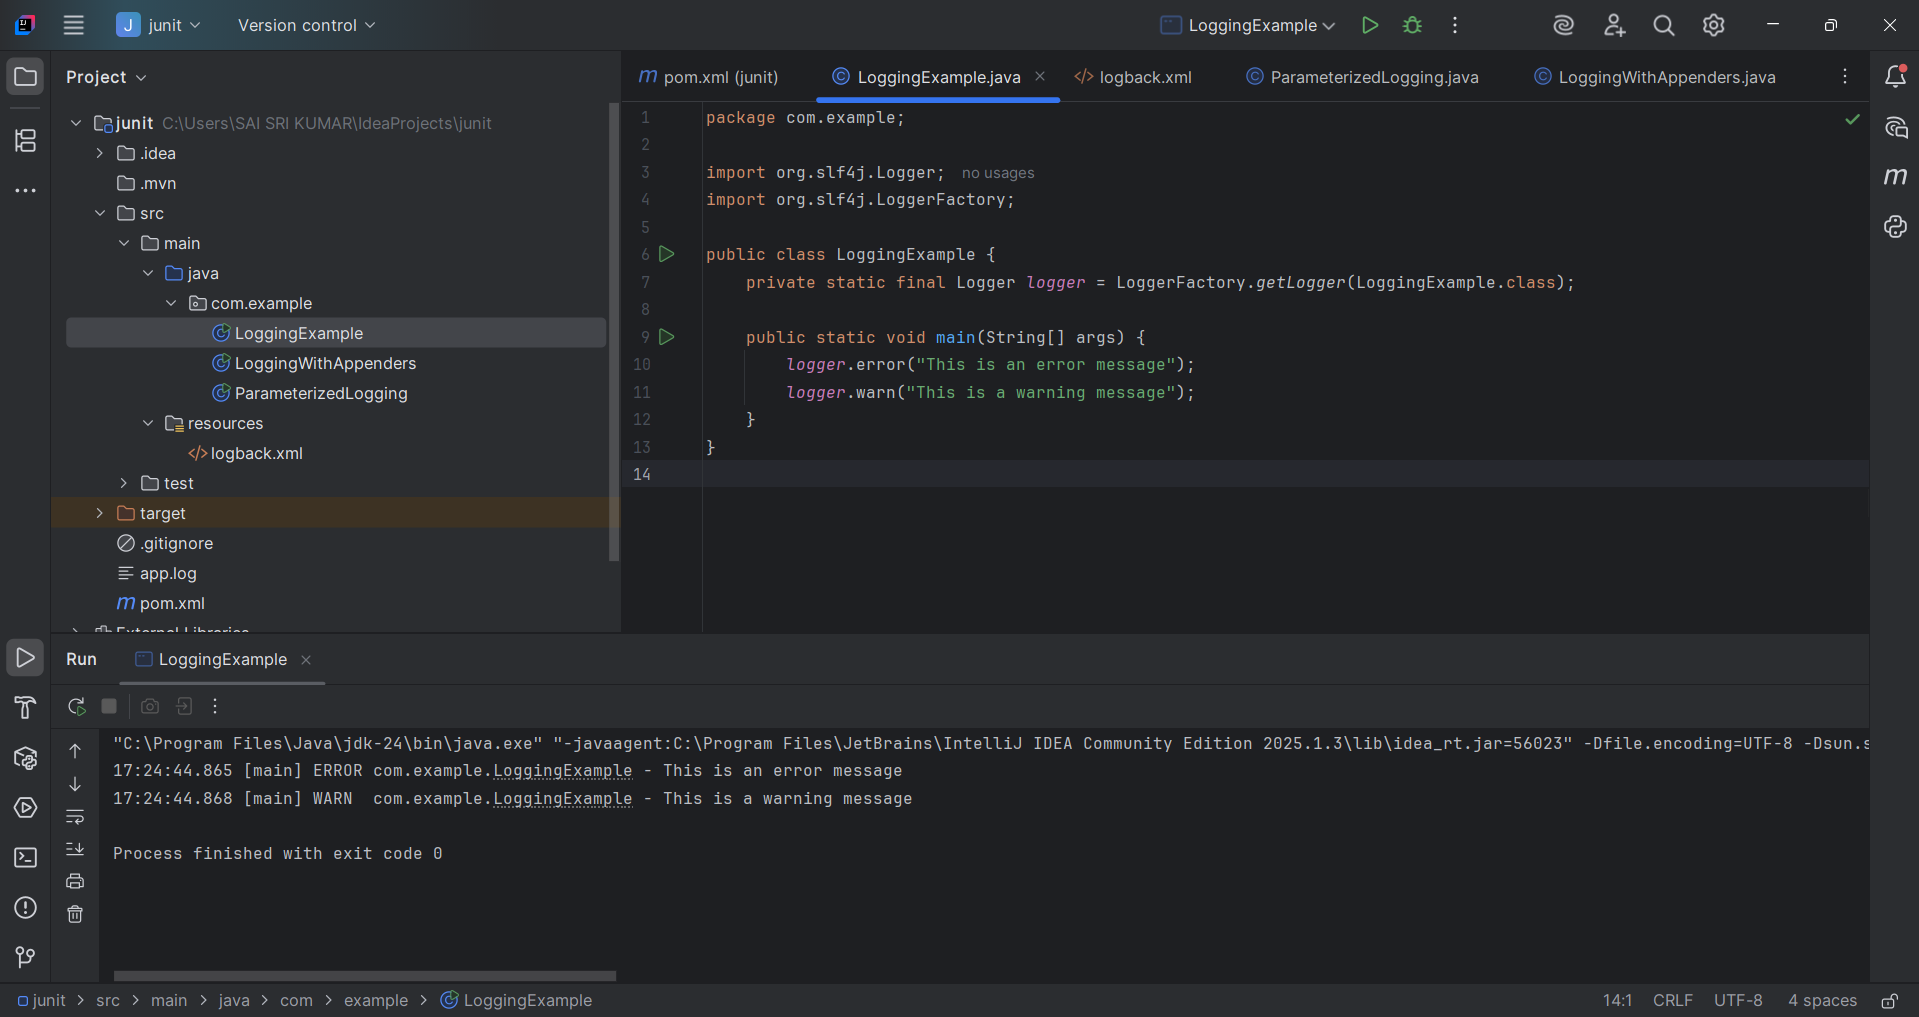 J junit Version control LoggingExample
Project
junit C:\Users\SAI SRI KUMAR\IdeaProjects\junit
.idea
.mvn
src
main
java
com.example
LoggingExample
LoggingWithAppenders
ParameterizedLogging
resources
</> logback.xml
test
target
.gitignore
app.log
m pom.xml
External Libraries
m pom.xml (junit) LoggingExample.java </> logback.xml ParameterizedLogging.java LoggingWithAppenders.java
1 package com.example;
2
3 import org.slf4j.Logger; no usages
4 import org.slf4j.LoggerFactory;
5
6 public class LoggingExample {
7 private static final Logger logger = LoggerFactory.getLogger(LoggingExample.class);
8
9 public static void main(String[] args) {
10 logger.error("This is an error message");
11 logger.warn("This is a warning message");
12 }
13 }
14
Run LoggingExample
"C:\Program Files\Java\jdk-24\bin\java.exe" "-javaagent:C:\Program Files\JetBrains\IntelliJ IDEA Community Edition 2025.1.3\lib\idea_rt.jar=56023" -Dfile.encoding=UTF-8 -Dsun.s
17:24:44.865 [main] ERROR com.example.LoggingExample - This is an error message
17:24:44.868 [main] WARN  com.example.LoggingExample - This is a warning message
Process finished with exit code 0
junit > src > main > java > com > example > LoggingExample 14:1 CRLF UTF-8 4 spaces